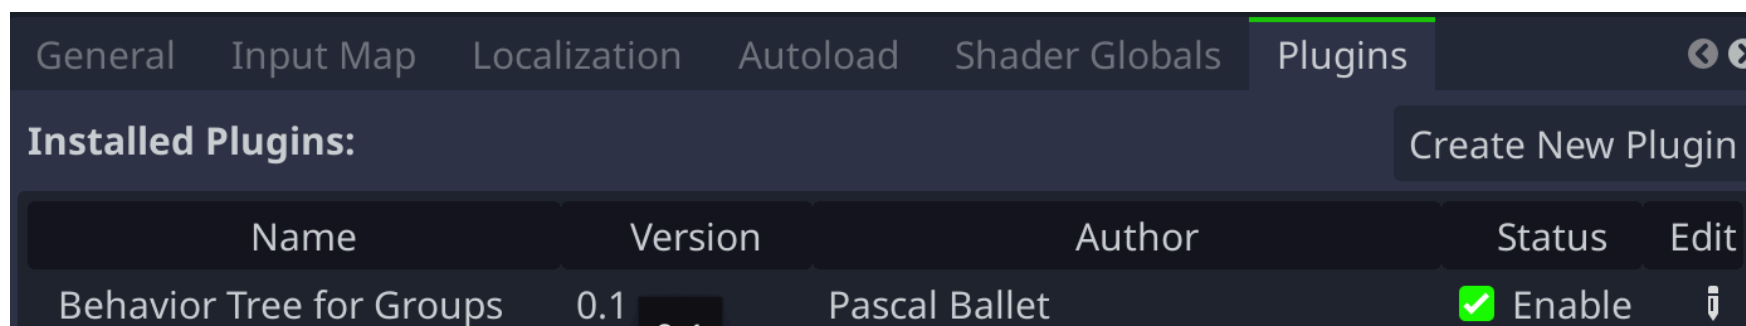 General Input Map Localization Autoload Shader Globals Plugins
Installed Plugins: Create New Plugin
Name Version Author Status Edit
Behavior Tree for Groups 0.1 Pascal Ballet Enable